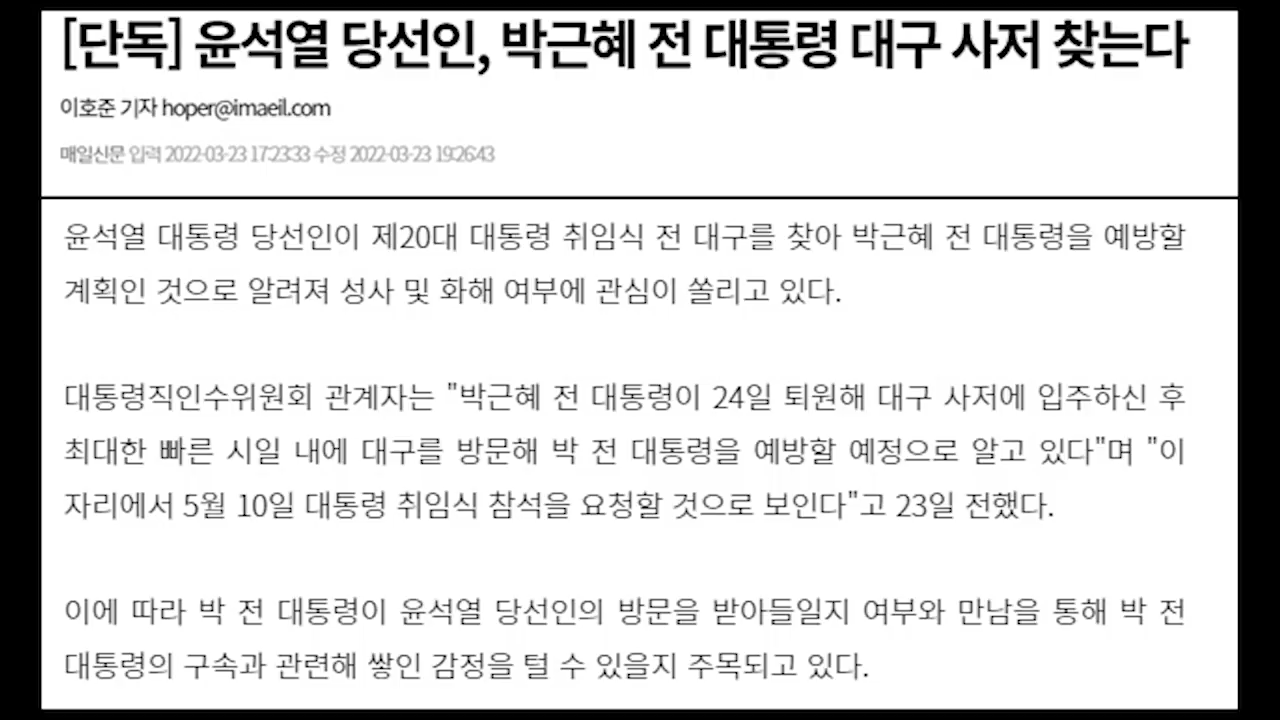 [단독] 윤석열 당선인, 박근혜 전 대통령 대구 사저 찾는다
이호준 기자 hoper@imaeil.com
매일신문 입력 2022-03-23 17:23:33 수정 2022-03-23 19:26:43
윤석열 대통령 당선인이 제20대 대통령 취임식 전 대구를 찾아 박근혜 전 대통령을 예방할
계획인 것으로 알려져 성사 및 화해 여부에 관심이 쏠리고 있다.
대통령직인수위원회 관계자는 "박근혜 전 대통령이 24일 퇴원해 대구 사저에 입주하신 후
최대한 빠른 시일 내에 대구를 방문해 박 전 대통령을 예방할 예정으로 알고 있다"며 "이
자리에서 5월 10일 대통령 취임식 참석을 요청할 것으로 보인다"고 23일 전했다.
이에 따라 박 전 대통령이 윤석열 당선인의 방문을 받아들일지 여부와 만남을 통해 박 전
대통령의 구속과 관련해 쌓인 감정을 털 수 있을지 주목되고 있다.